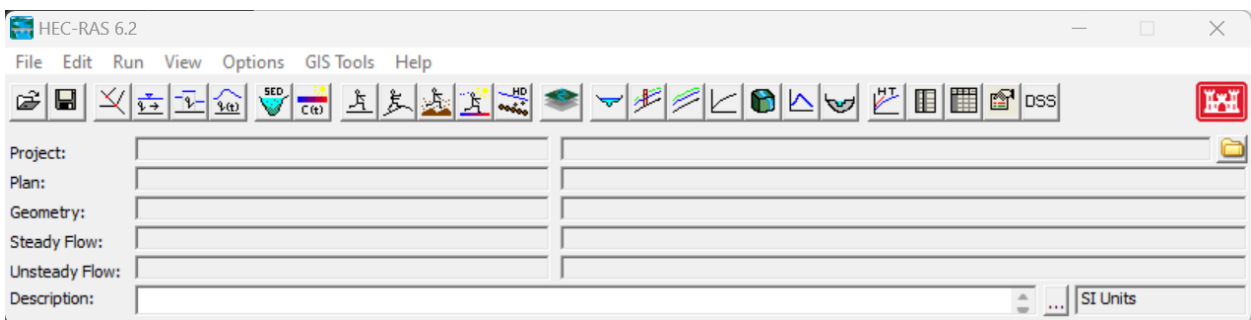 HEC-RAS 6.2
File Edit Run View Options GIS Tools Help
SED C(t) HD HT DSS
Project:
Plan:
Geometry:
Steady Flow:
Unsteady Flow:
Description: ... SI Units